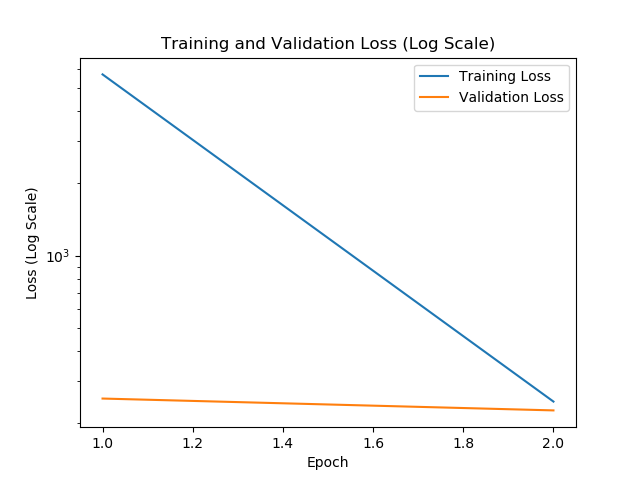 Training and Validation Loss (Log Scale)
Training Loss
Validation Loss
Loss (Log Scale)
10³
1.0 1.2 1.4 1.6 1.8 2.0
Epoch